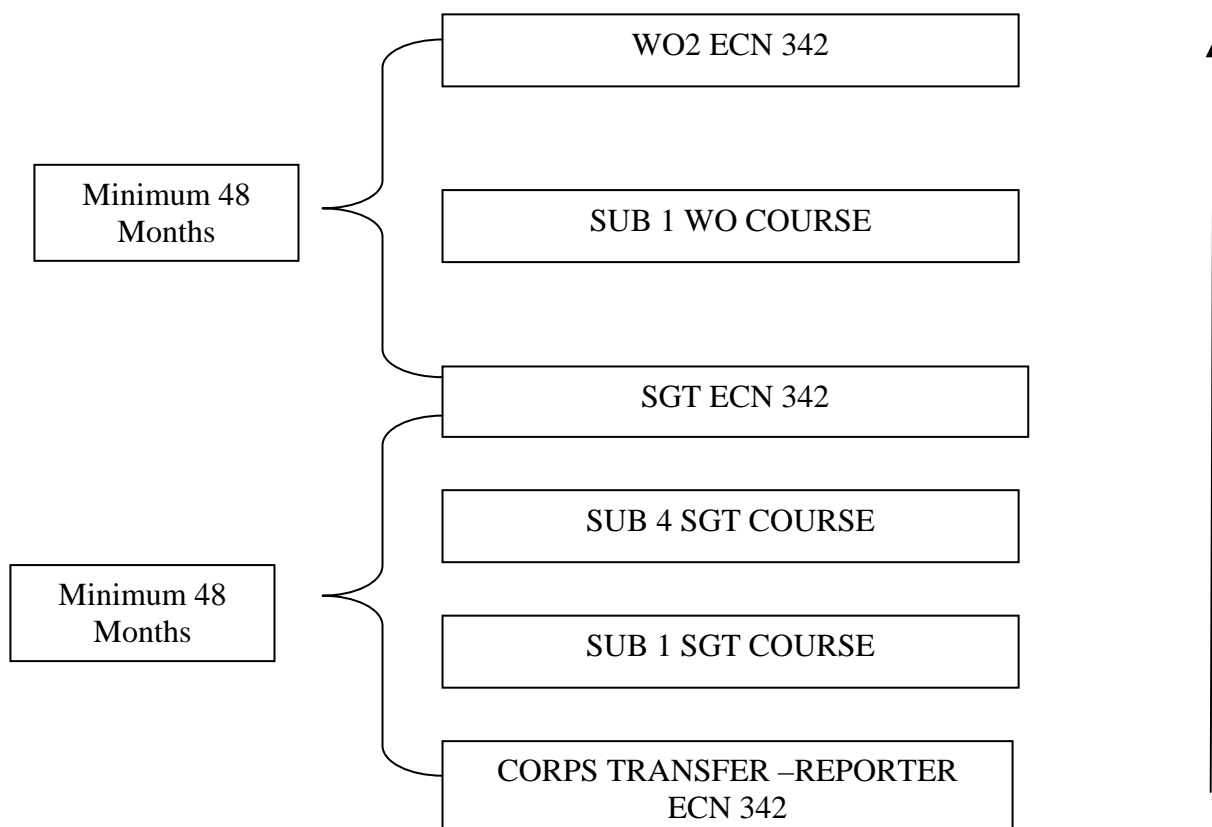 WO2 ECN 342
Minimum 48
Months
SUB 1 WO COURSE
SGT ECN 342
SUB 4 SGT COURSE
Minimum 48
Months
SUB 1 SGT COURSE
CORPS TRANSFER –REPORTER
ECN 342